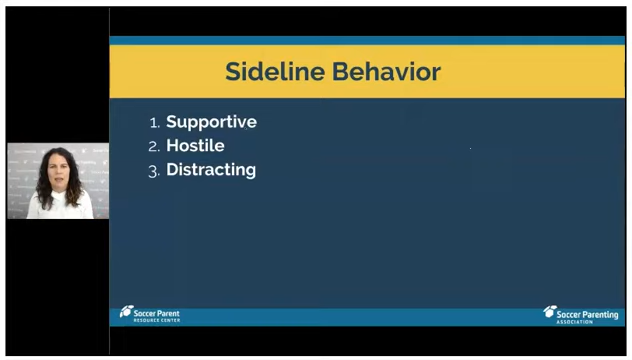 Sideline Behavior
1. Supportive
2. Hostile
3. Distracting
Soccer Parent
RESOURCE CENTER
Soccer Parenting
ASSOCIATION